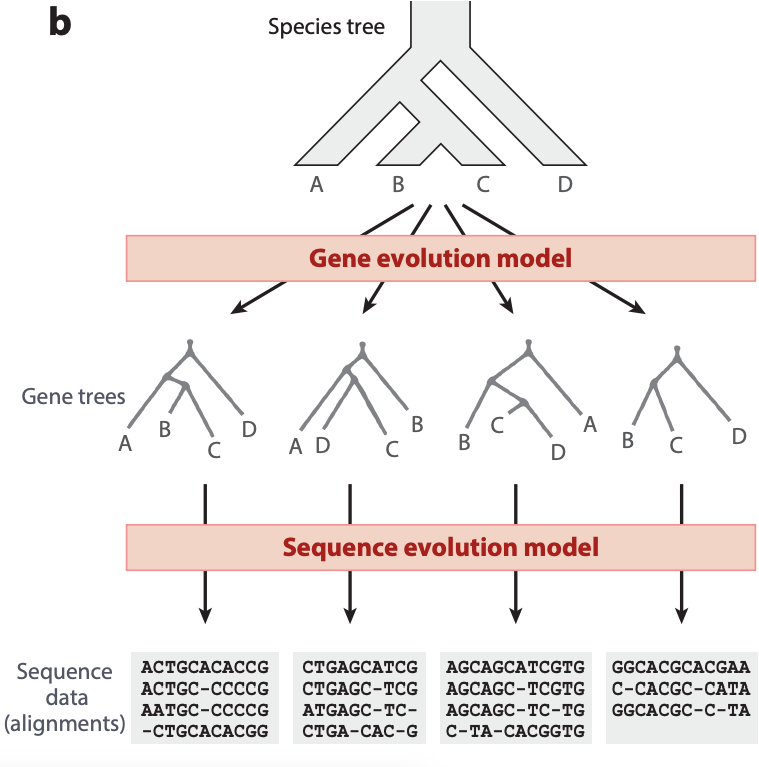 b
Species tree
A B C D
Gene evolution model
Gene trees
A B C D
A D C B
B C D A
B C D
Sequence evolution model
Sequence
data
(alignments)
ACTGCACACCG
ACTGC-CCCCG
AATGC-CCCCG
-CTGCACACGG
CTGAGCATCG
CTGAGC-TCG
ATGAGC-TC-
CTGA-CAC-G
AGCAGCATCGTG
AGCAGC-TCGTG
AGCAGC-TC-TG
C-TA-CACGGTG
GGCACGCACGAA
C-CACGC-CATA
GGCACGC-C-TA